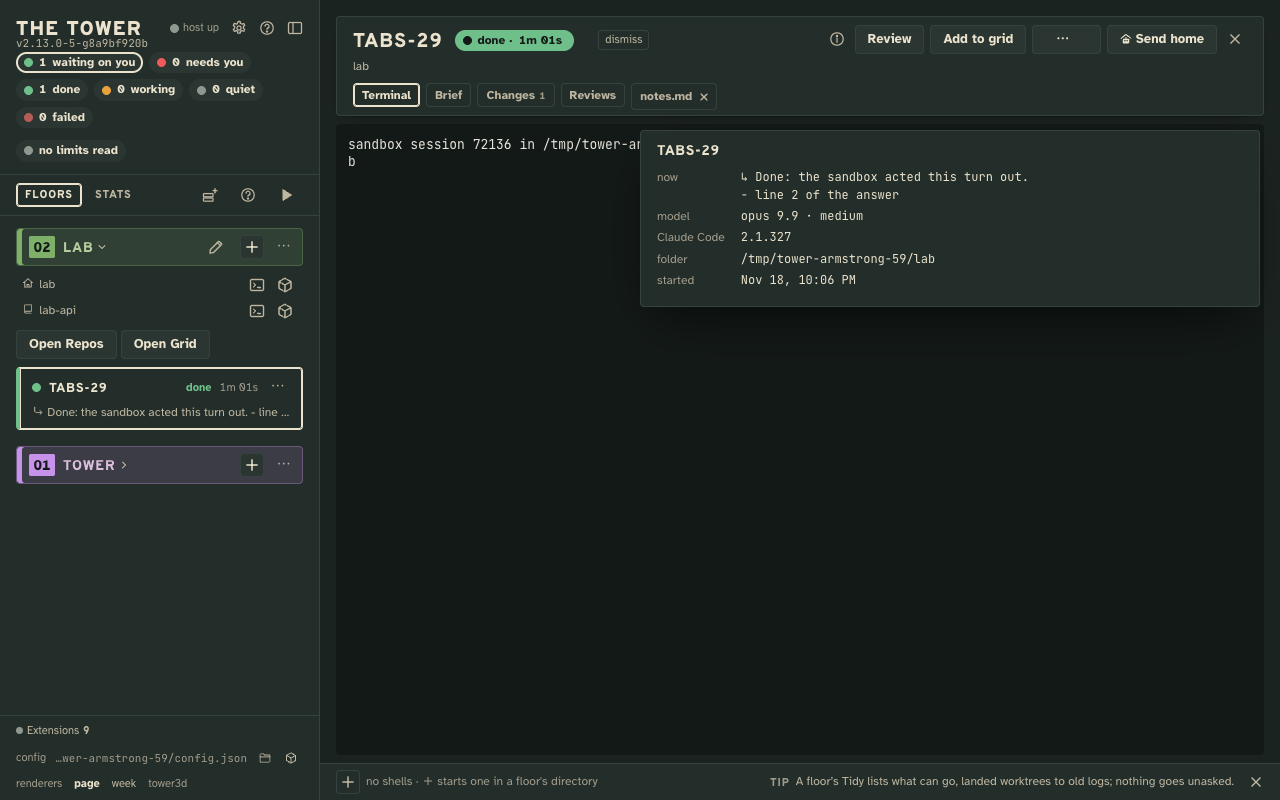 THE TOWER
host up
v2.13.0-5-g8a9bf920b
1 waiting on you
0 needs you
1 done
0 working
0 quiet
0 failed
no limits read
FLOORS
STATS
02 LAB
lab
lab-api
Open Repos
Open Grid
TABS-29
done 1m 01s
↳ Done: the sandbox acted this turn out. - line ...
01 TOWER
Extensions 9
config …wer-armstrong-59/config.json
renderers page week tower3d
TABS-29
done · 1m 01s
dismiss
Review
Add to grid
...
Send home
lab
Terminal
Brief
Changes 1
Reviews
notes.md ×
sandbox session 72136 in /tmp/tower-ar
b
TABS-29
now ↳ Done: the sandbox acted this turn out.
- line 2 of the answer
model opus 9.9 · medium
Claude Code 2.1.327
folder /tmp/tower-armstrong-59/lab
started Nov 18, 10:06 PM
no shells · + starts one in a floor's directory
TIP A floor's Tidy lists what can go, landed worktrees to old logs; nothing goes unasked.